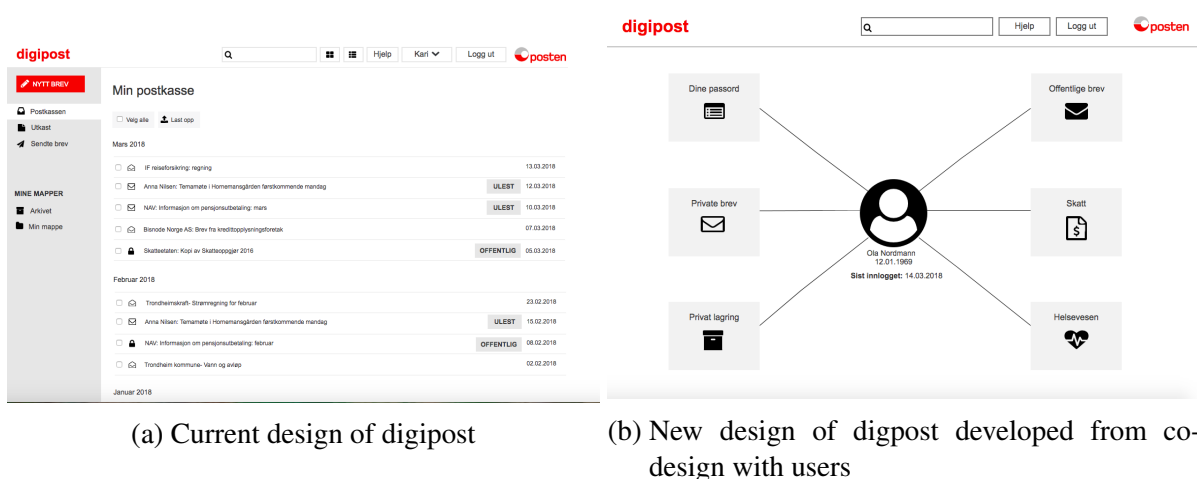 digipost
Hjelp
Kari
Logg ut
posten
NYTT BREV
Postkassen
Utkast
Sendte brev
MINE MAPPER
Arkivet
Min mappe
Min postkasse
Velg alle
Last opp
Mars 2018
IF reiseforsikring: regning 13.03.2018
Anna Nilsen: Temamøte i Hornemansgården førstkommende mandag ULEST 12.03.2018
NAV: Informasjon om pensjonsutbetaling: mars ULEST 10.03.2018
Bisnode Norge AS: Brev fra kredittopplysningsforetak 07.03.2018
Skatteetaten: Kopi av Skatteoppgjør 2016 OFFENTLIG 05.03.2018
Februar 2018
Trondheimskraft- Strømregning for februar 23.02.2018
Anna Nilsen: Temamøte i Hornemansgården førstkommende mandag ULEST 15.02.2018
NAV: Informasjon om pensjonsutbetaling: februar OFFENTLIG 08.02.2018
Trondheim kommune- Vann og avløp 02.02.2018
Januar 2018
(a) Current design of digipost
digipost
Hjelp
Logg ut
posten
Dine passord
Offentlige brev
Private brev
Skatt
Ola Nordmann
12.01.1969
Sist innlogget: 14.03.2018
Privat lagring
Helsevesen
(b) New design of digpost developed from co-
design with users